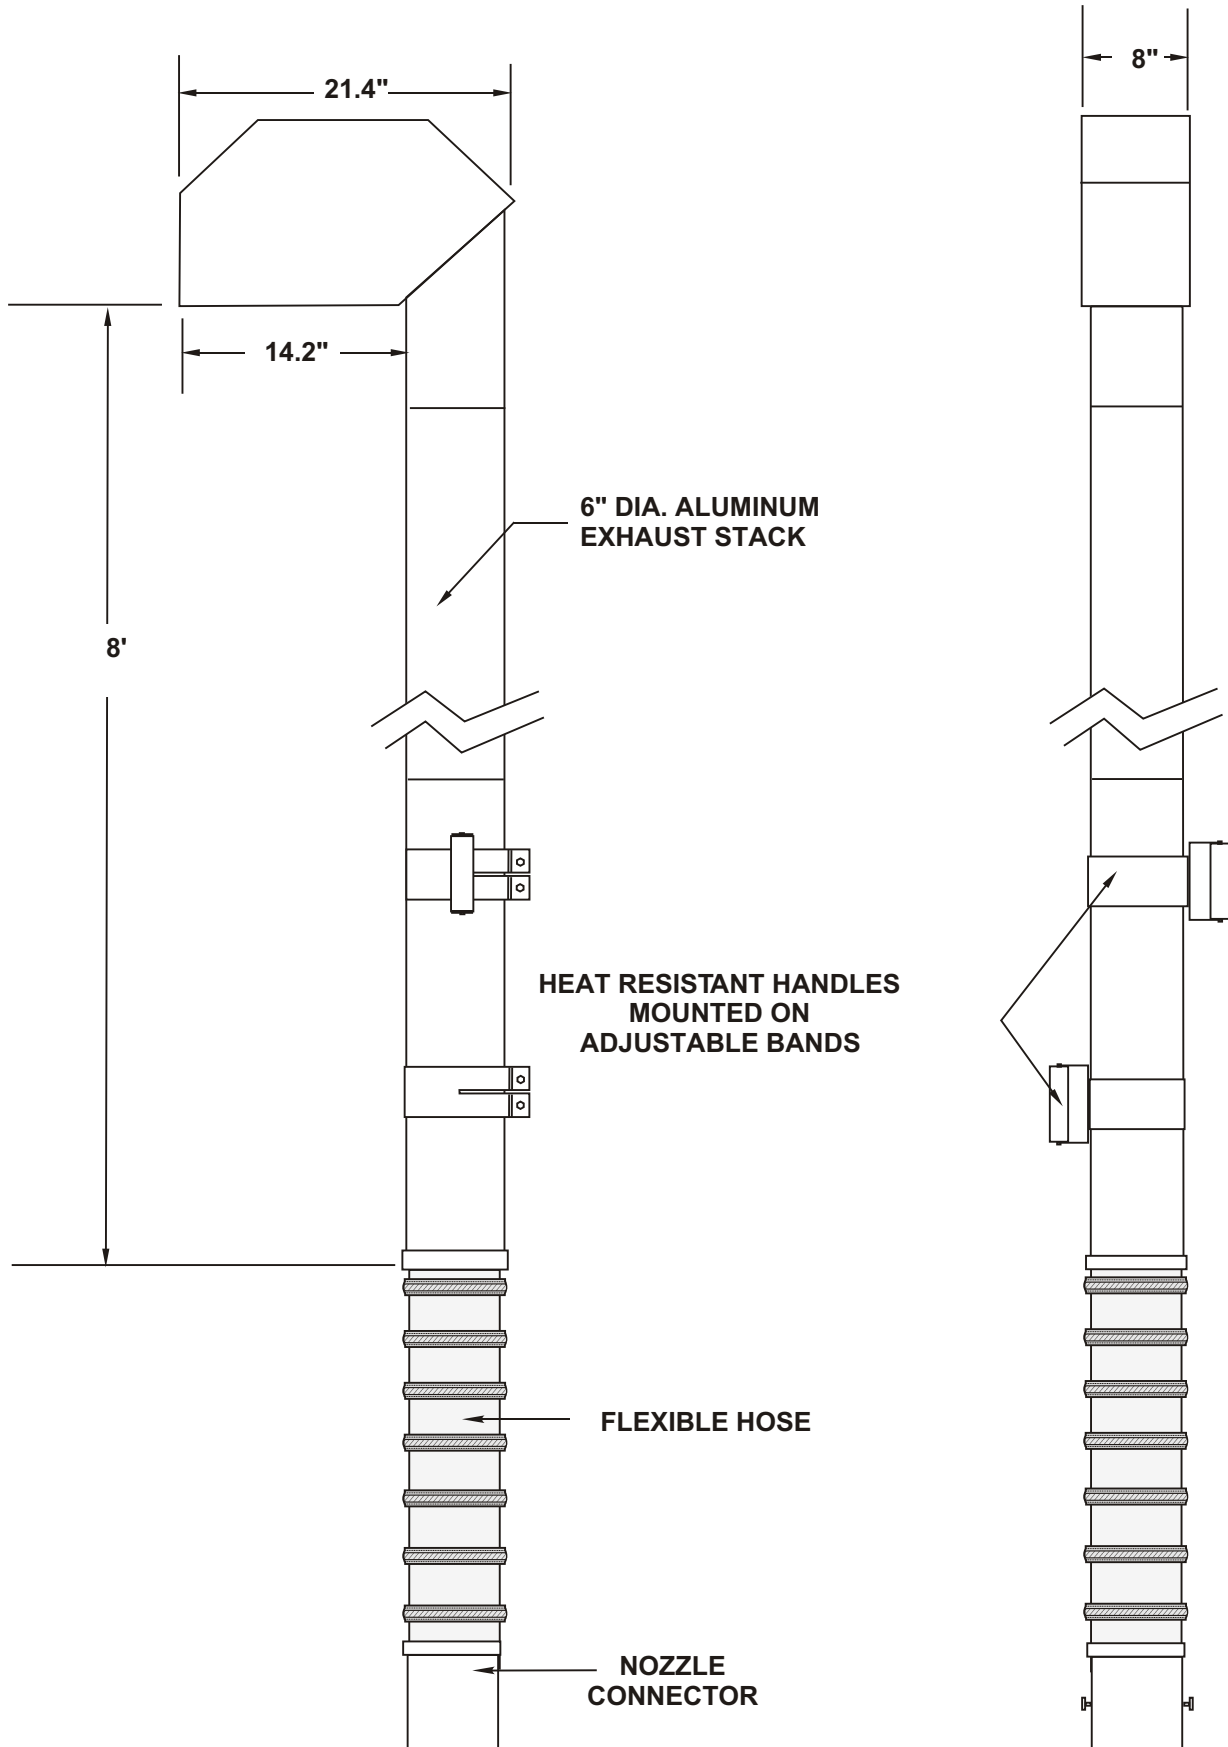 8"
21.4"
14.2"
6" DIA. ALUMINUM
EXHAUST STACK
8'
HEAT RESISTANT HANDLES
MOUNTED ON
ADJUSTABLE BANDS
FLEXIBLE HOSE
NOZZLE
CONNECTOR